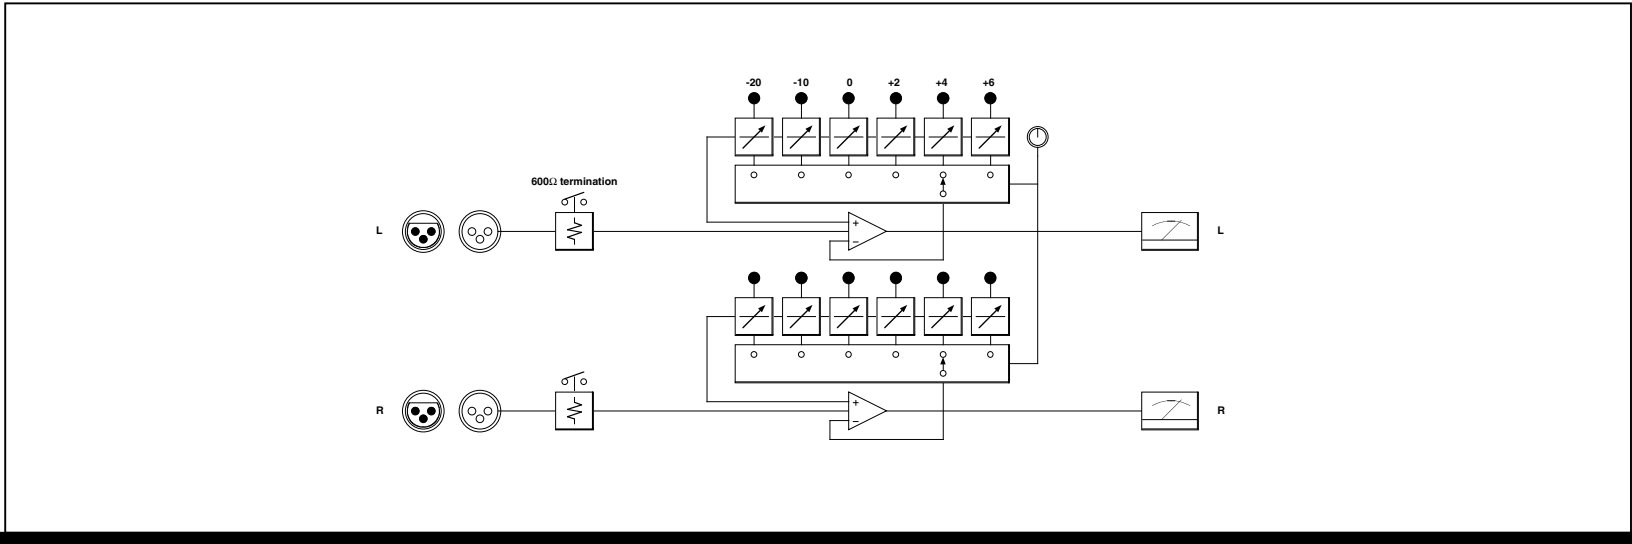 -20 -10 0 +2 +4 +6
600Ω termination
L L
+
−
R R
+
−